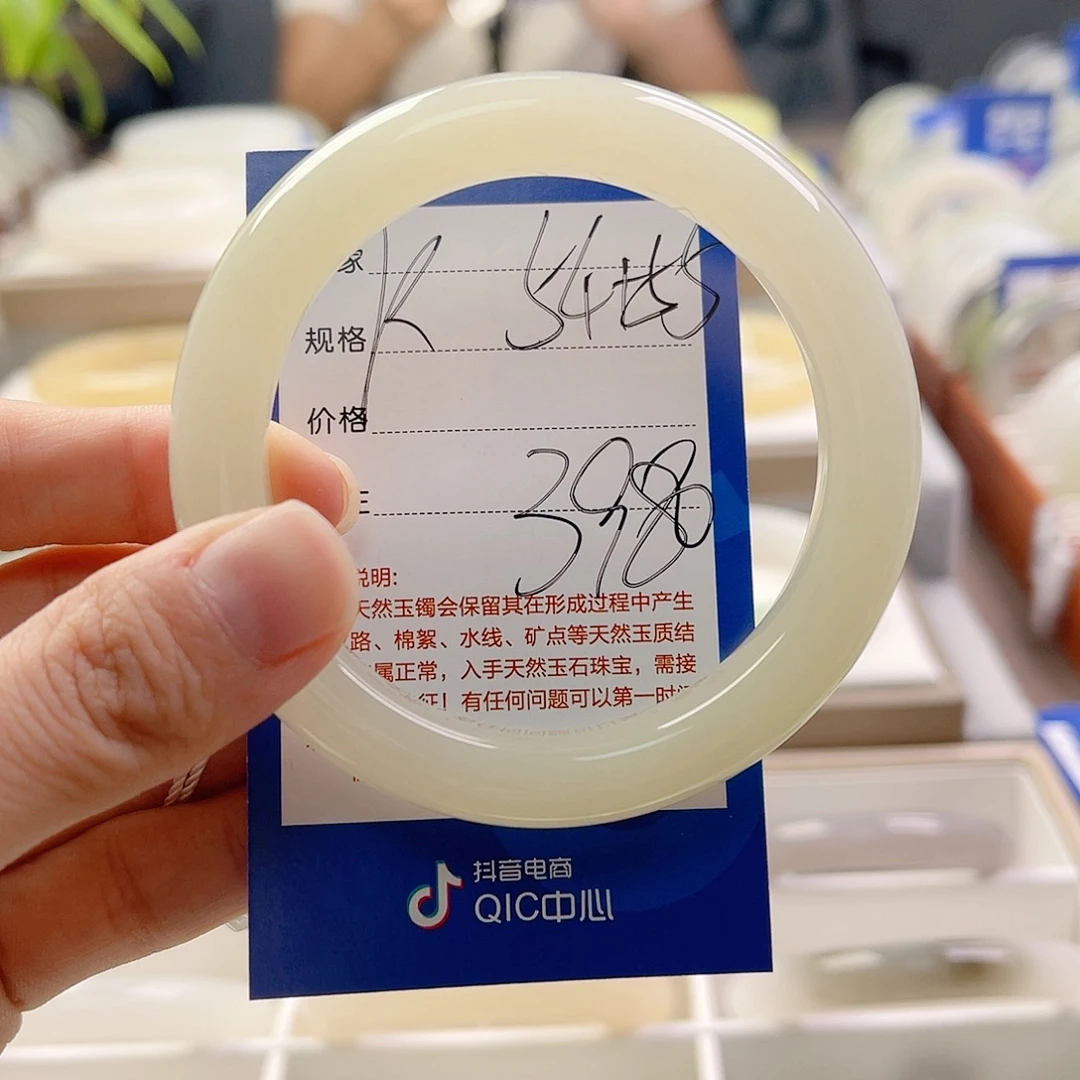 家
K 54
规格
价格
398
说明:
天然玉镯会保留其在形成过程中产生
路、棉絮、水线、矿点等天然玉质结
属正常，入手天然玉石珠宝，需接
征！有任何问题可以第一时间
抖音电商
QIC中心